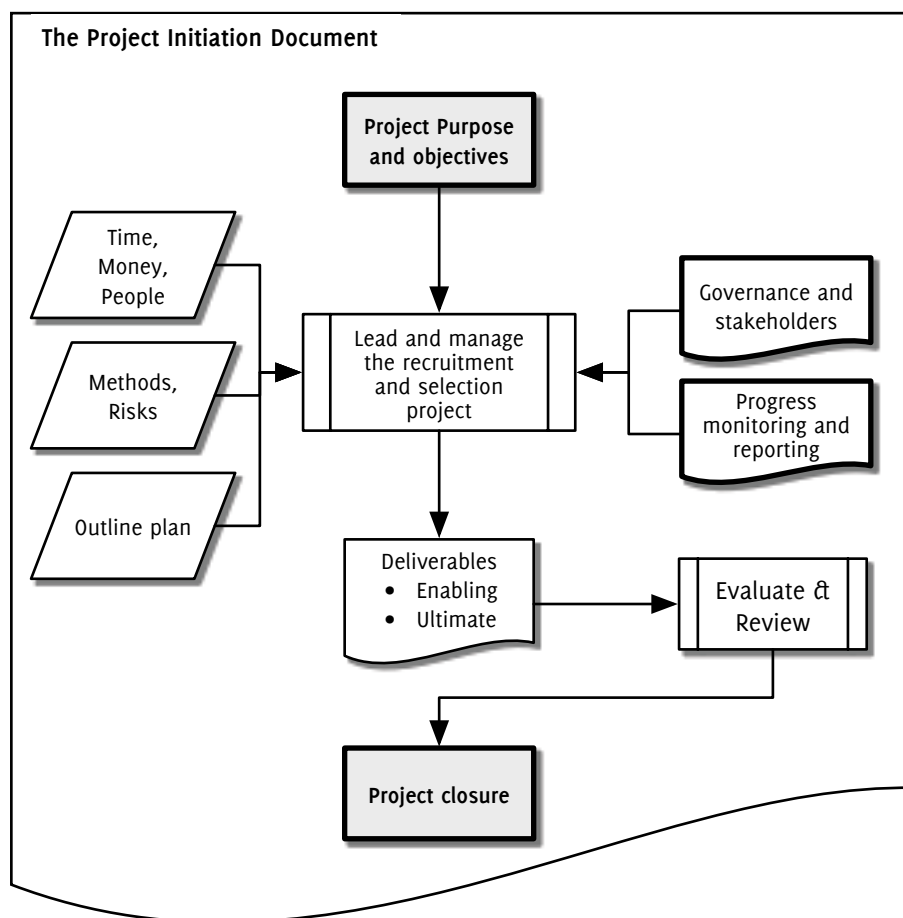 The Project Initiation Document
Project Purpose
and objectives
Time,
Money,
People
Governance and
stakeholders
Lead and manage
the recruitment
and selection
project
Methods,
Risks
Progress
monitoring and
reporting
Outline plan
Deliverables
• Enabling
• Ultimate
Evaluate &
Review
Project closure